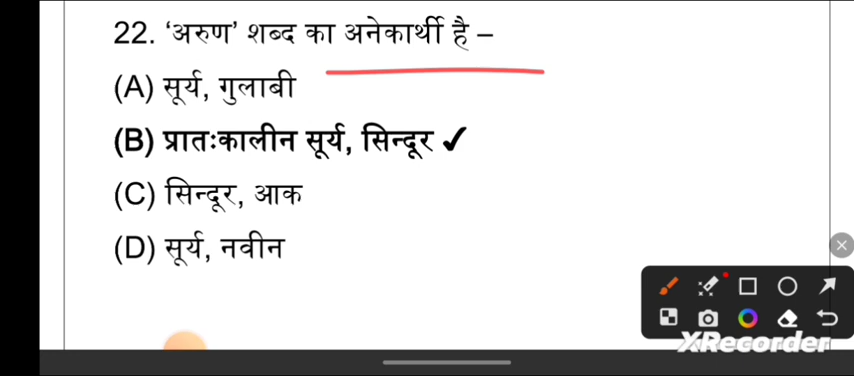 22. ‘अरुण’ शब्द का अनेकार्थी है –
(A) सूर्य, गुलाबी
(B) प्रातःकालीन सूर्य, सिन्दूर ✓
(C) सिन्दूर, आक
(D) सूर्य, नवीन
XRecorder